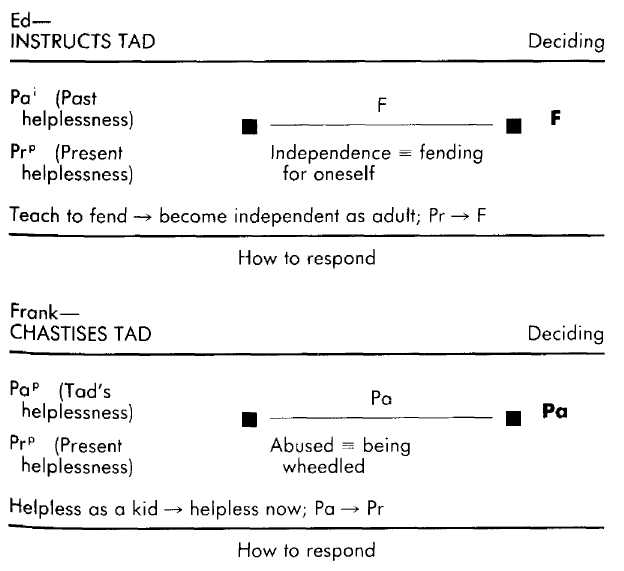 Ed—
INSTRUCTS TAD Deciding
Paⁱ (Past
helplessness)
F
F
Prᵖ (Present
helplessness)
Independence ≡ fending
for oneself
Teach to fend → become independent as adult; Pr → F
How to respond
Frank—
CHASTISES TAD Deciding
Paᵖ (Tad's
helplessness)
Pa
Pa
Prᵖ (Present
helplessness)
Abused ≡ being
wheedled
Helpless as a kid → helpless now; Pa → Pr
How to respond